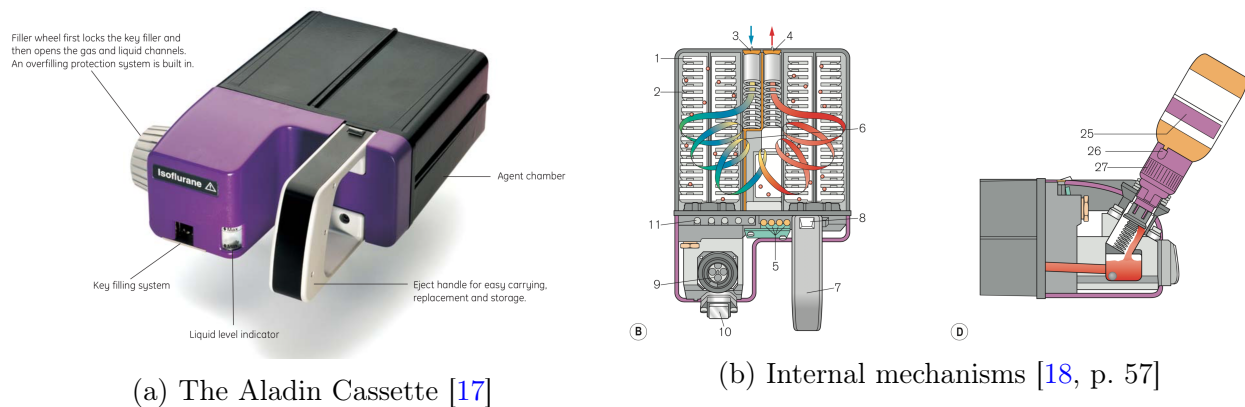 Filler wheel first locks the key filler and
then opens the gas and liquid channels.
An overfilling protection system is built in.
Isoflurane
Agent chamber
Key filling system
Eject handle for easy carrying,
replacement and storage.
Liquid level indicator
(a) The Aladin Cassette [17]
3 4
1
2
6
11
8
5
9
7
10
B
25
26
27
D
(b) Internal mechanisms [18, p. 57]